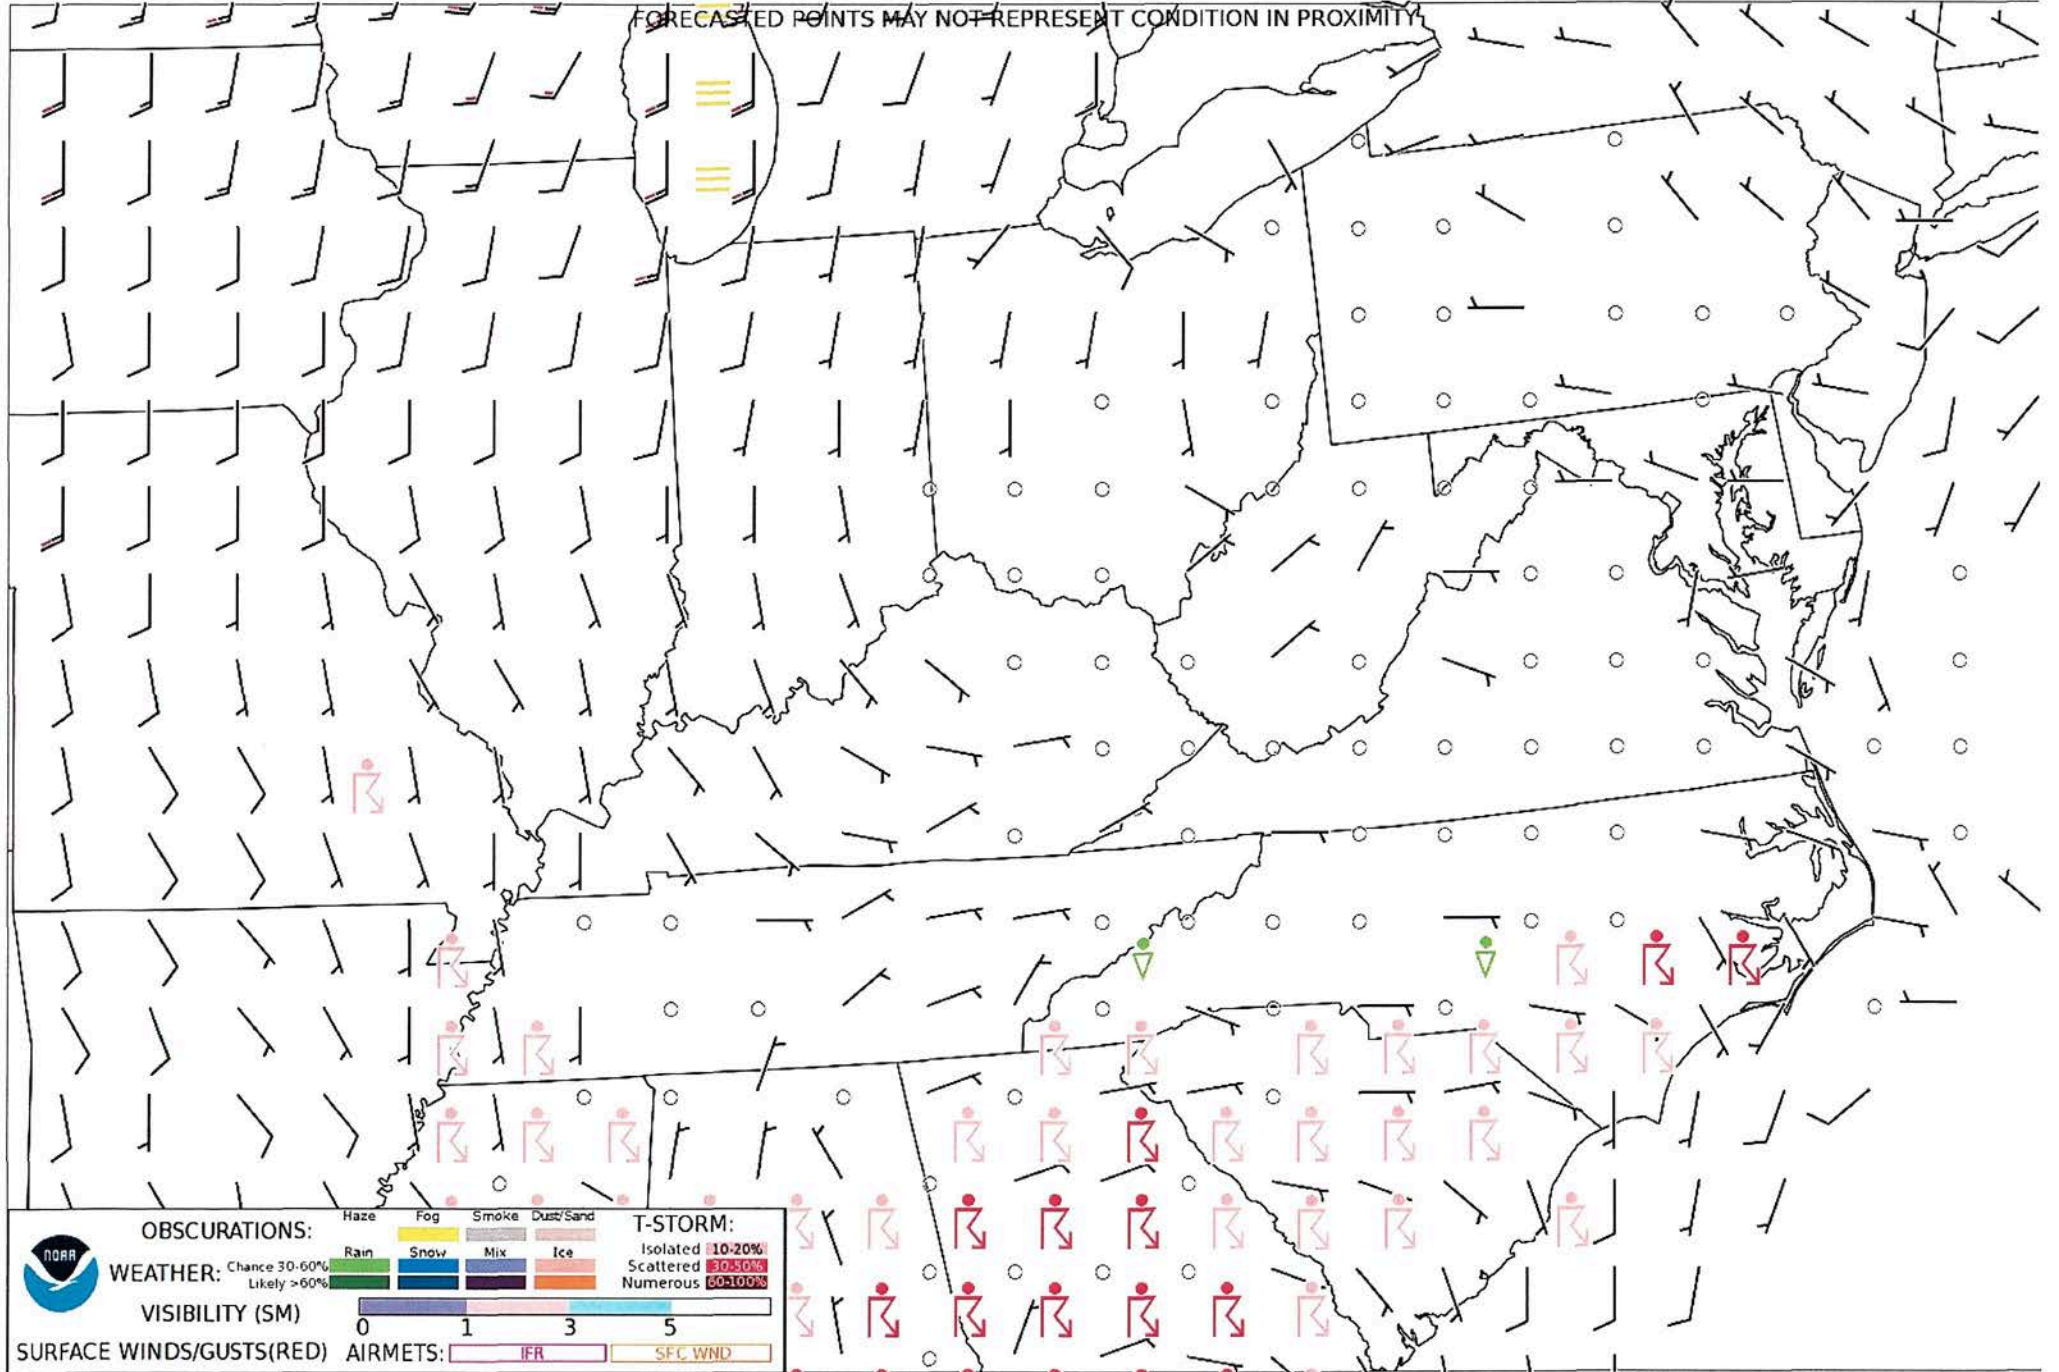 FORECASTED POINTS MAY NOT REPRESENT CONDITION IN PROXIMITY
OBSCURATIONS:
Haze Fog Smoke Dust/Sand
T-STORM:
Isolated 10-20%
Scattered 30-50%
Numerous 60-100%
WEATHER:
Rain Snow Mix Ice
Chance 30-60%
Likely >60%
VISIBILITY (SM)
0 1 3 5
SURFACE WINDS/GUSTS(RED) AIRMETS: IFR SFC WND
NOAA